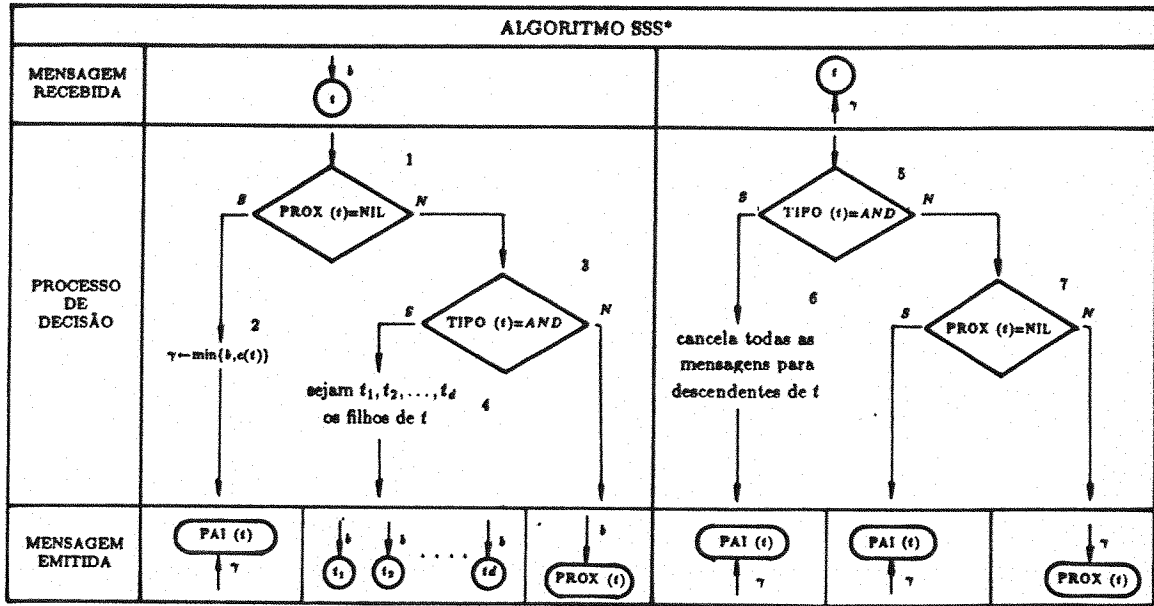 ALGORITMO SSS*
MENSAGEM
RECEBIDA
b
t
t
γ
PROCESSO
DE
DECISÃO
1
S
PROX (t)=NIL
N
3
S
TIPO (t)=AND
N
2
γ←min{b,e(t)}
sejam t₁, t₂, ..., t_d
os filhos de t
4
5
S
TIPO (t)=AND
N
6
cancela todas as
mensagens para
descendentes de t
7
S
PROX (t)=NIL
N
MENSAGEM
EMITIDA
PAI (t)
γ
b b b
t₁ t₂ .... t_d
b
PROX (t)
PAI (t)
γ
PAI (t)
γ
γ
PROX (t)